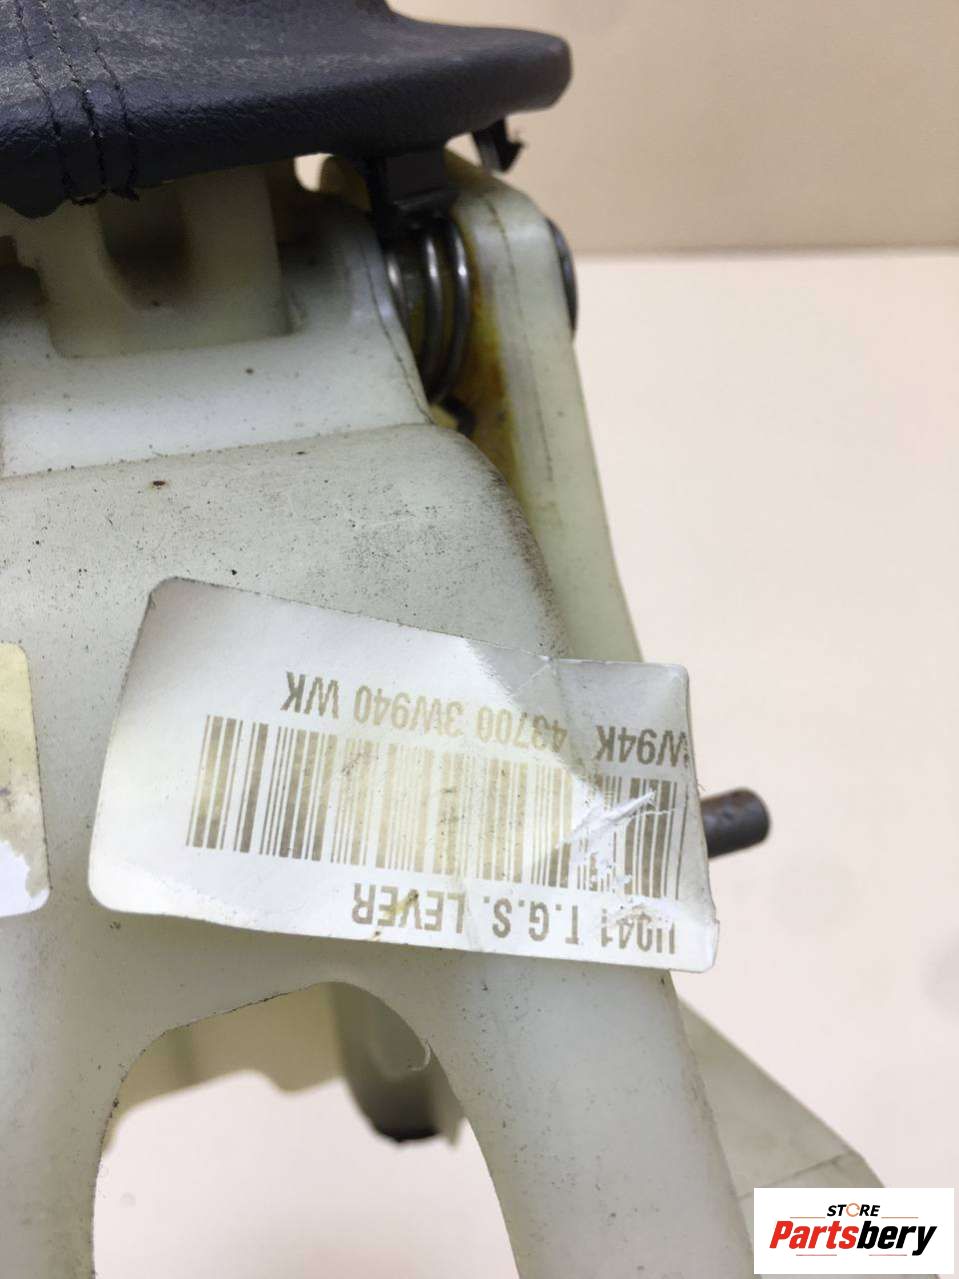 T.G.S. LEVER
W94K 43700 3W940 WK
STORE
Partsbery